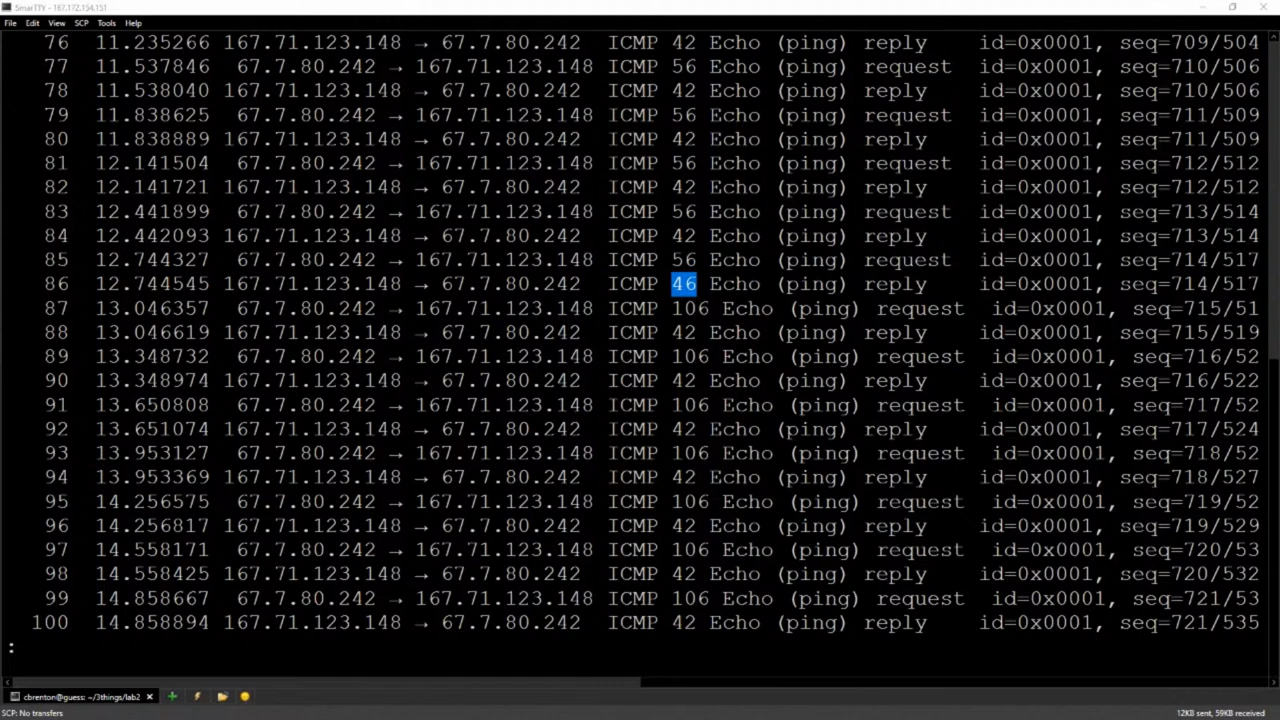 SmarTTY - 167.172.154.151
File Edit View SCP Tools Help
76 11.235266 167.71.123.148 → 67.7.80.242 ICMP 42 Echo (ping) reply id=0x0001, seq=709/504
77 11.537846 67.7.80.242 → 167.71.123.148 ICMP 56 Echo (ping) request id=0x0001, seq=710/506
78 11.538040 167.71.123.148 → 67.7.80.242 ICMP 42 Echo (ping) reply id=0x0001, seq=710/506
79 11.838625 67.7.80.242 → 167.71.123.148 ICMP 56 Echo (ping) request id=0x0001, seq=711/509
80 11.838889 167.71.123.148 → 67.7.80.242 ICMP 42 Echo (ping) reply id=0x0001, seq=711/509
81 12.141504 67.7.80.242 → 167.71.123.148 ICMP 56 Echo (ping) request id=0x0001, seq=712/512
82 12.141721 167.71.123.148 → 67.7.80.242 ICMP 42 Echo (ping) reply id=0x0001, seq=712/512
83 12.441899 67.7.80.242 → 167.71.123.148 ICMP 56 Echo (ping) request id=0x0001, seq=713/514
84 12.442093 167.71.123.148 → 67.7.80.242 ICMP 42 Echo (ping) reply id=0x0001, seq=713/514
85 12.744327 67.7.80.242 → 167.71.123.148 ICMP 56 Echo (ping) request id=0x0001, seq=714/517
86 12.744545 167.71.123.148 → 67.7.80.242 ICMP 46 Echo (ping) reply id=0x0001, seq=714/517
87 13.046357 67.7.80.242 → 167.71.123.148 ICMP 106 Echo (ping) request id=0x0001, seq=715/51
88 13.046619 167.71.123.148 → 67.7.80.242 ICMP 42 Echo (ping) reply id=0x0001, seq=715/519
89 13.348732 67.7.80.242 → 167.71.123.148 ICMP 106 Echo (ping) request id=0x0001, seq=716/52
90 13.348974 167.71.123.148 → 67.7.80.242 ICMP 42 Echo (ping) reply id=0x0001, seq=716/522
91 13.650808 67.7.80.242 → 167.71.123.148 ICMP 106 Echo (ping) request id=0x0001, seq=717/52
92 13.651074 167.71.123.148 → 67.7.80.242 ICMP 42 Echo (ping) reply id=0x0001, seq=717/524
93 13.953127 67.7.80.242 → 167.71.123.148 ICMP 106 Echo (ping) request id=0x0001, seq=718/52
94 13.953369 167.71.123.148 → 67.7.80.242 ICMP 42 Echo (ping) reply id=0x0001, seq=718/527
95 14.256575 67.7.80.242 → 167.71.123.148 ICMP 106 Echo (ping) request id=0x0001, seq=719/52
96 14.256817 167.71.123.148 → 67.7.80.242 ICMP 42 Echo (ping) reply id=0x0001, seq=719/529
97 14.558171 67.7.80.242 → 167.71.123.148 ICMP 106 Echo (ping) request id=0x0001, seq=720/53
98 14.558425 167.71.123.148 → 67.7.80.242 ICMP 42 Echo (ping) reply id=0x0001, seq=720/532
99 14.858667 67.7.80.242 → 167.71.123.148 ICMP 106 Echo (ping) request id=0x0001, seq=721/53
100 14.858894 167.71.123.148 → 67.7.80.242 ICMP 42 Echo (ping) reply id=0x0001, seq=721/535
:
cbrenton@guess: ~/3things/lab2
SCP: No transfers 12KB sent, 59KB received